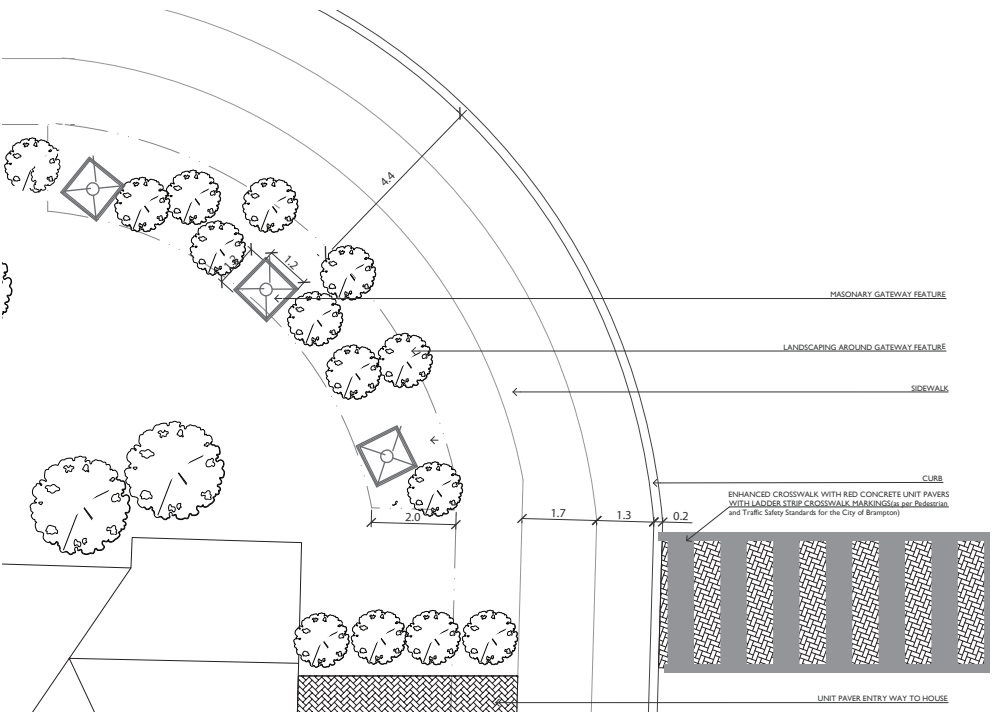 4.4
1.2
1.2
MASONARY GATEWAY FEATURE
LANDSCAPING AROUND GATEWAY FEATURE
SIDEWALK
CURB
ENHANCED CROSSWALK WITH RED CONCRETE UNIT PAVERS
WITH LADDER STRIP CROSSWALK MARKINGS(as per Pedestrian
and Traffic Safety Standards for the City of Brampton)
2.0
1.7
1.3
0.2
UNIT PAVER ENTRY WAY TO HOUSE